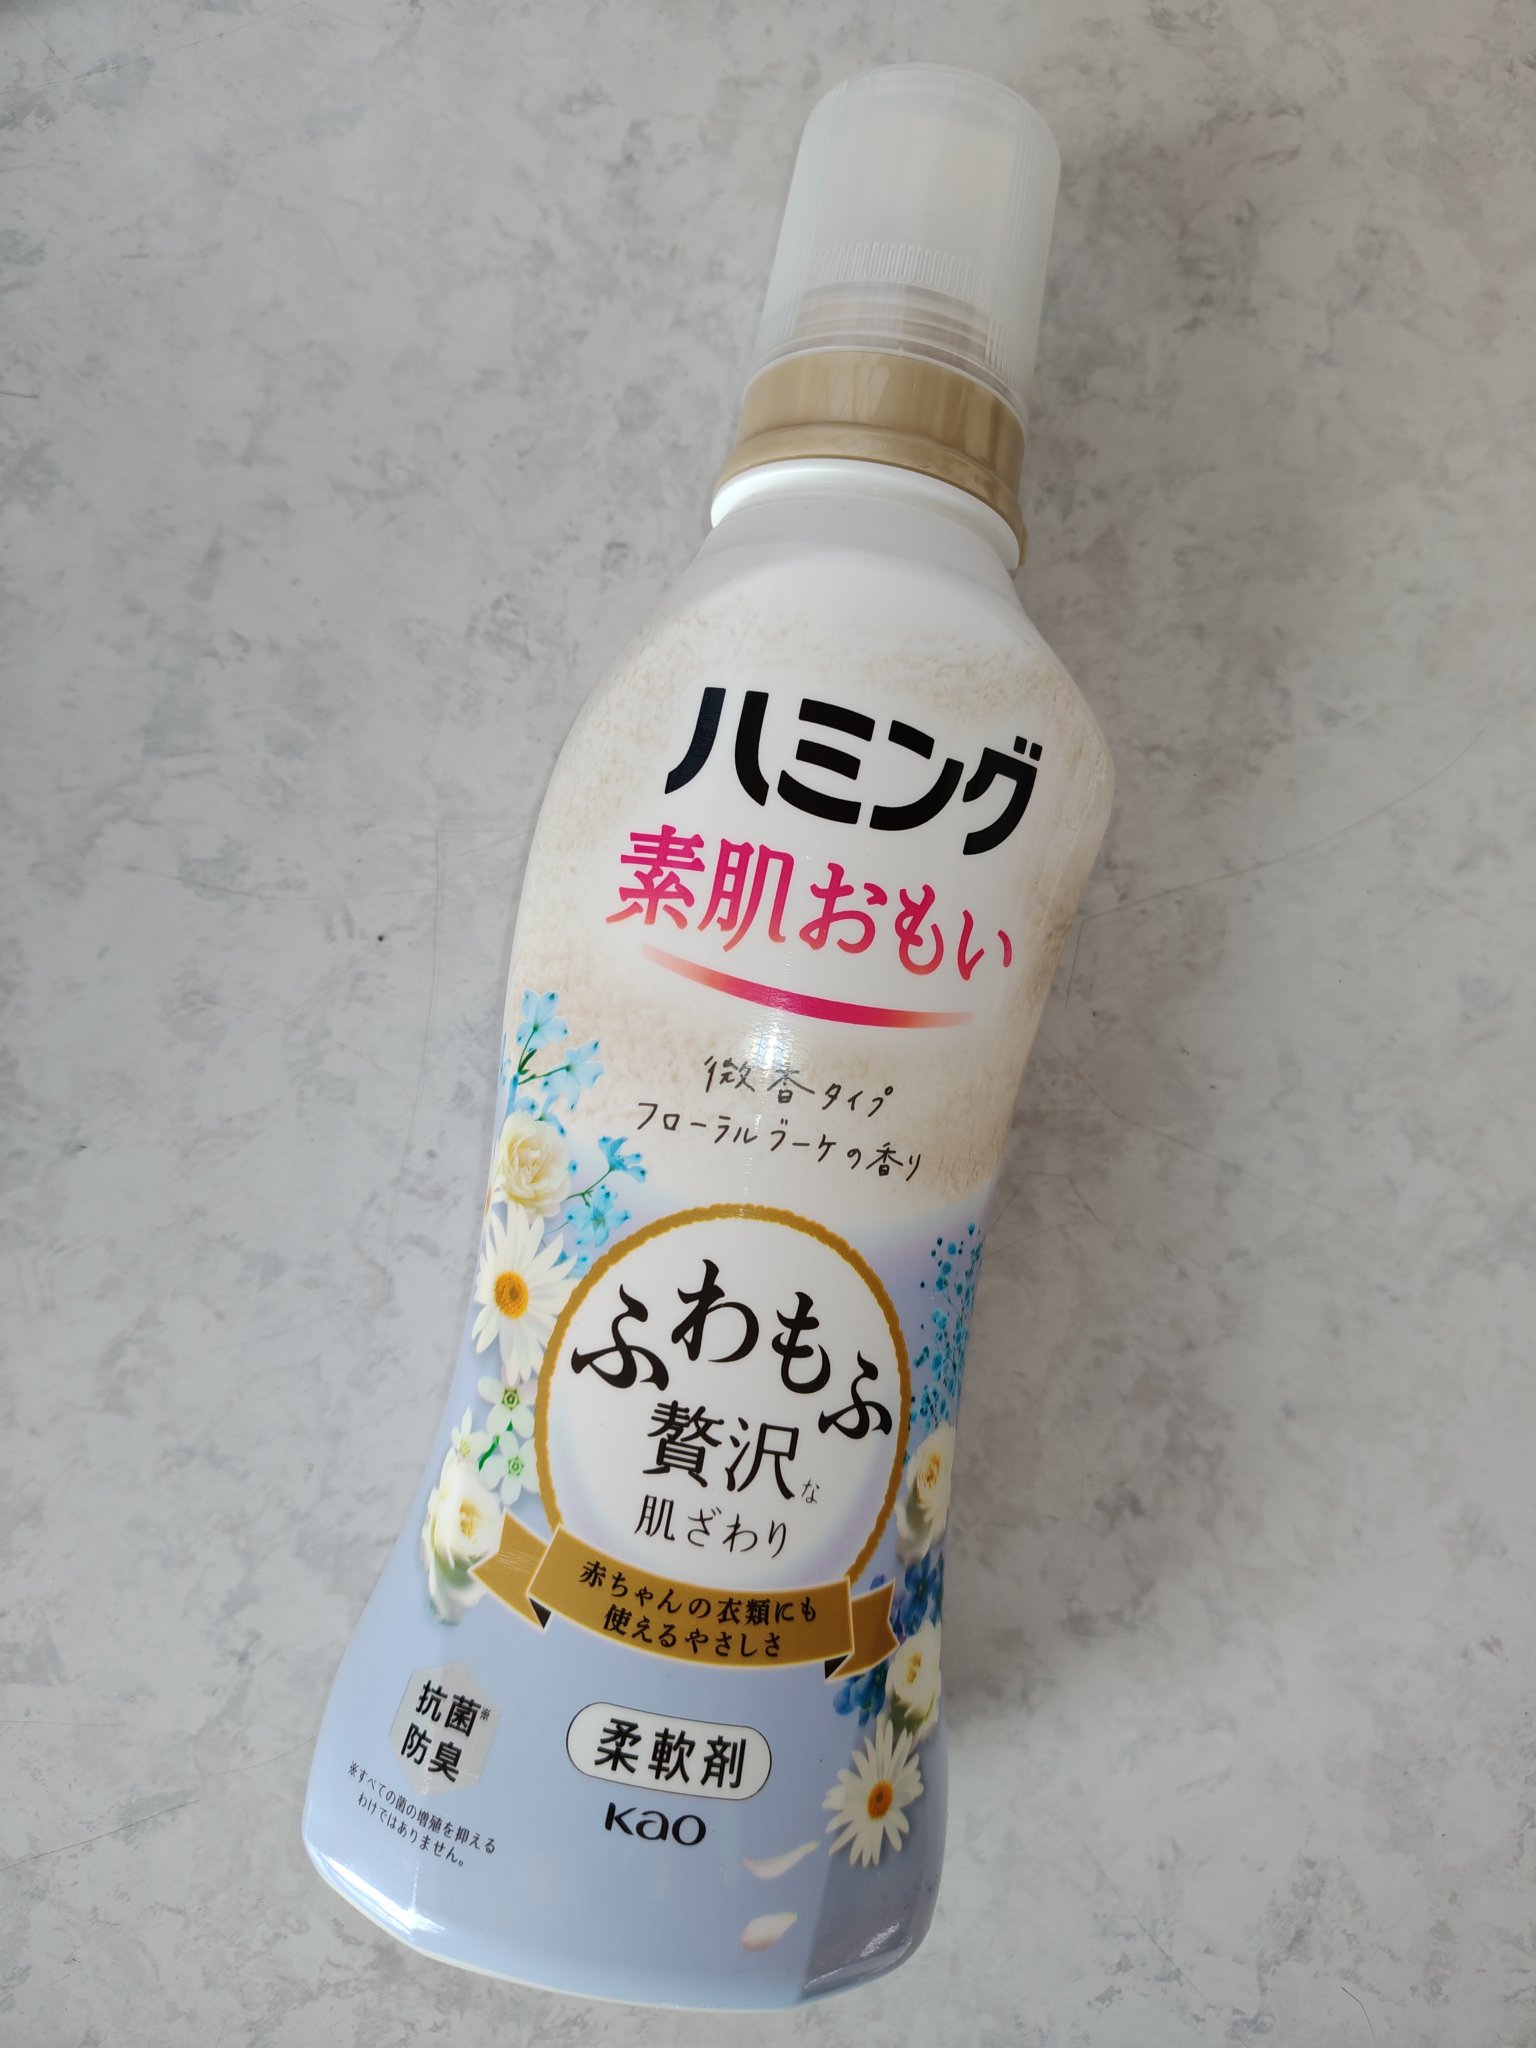 ハミング
素肌おもい
微香タイプ
フローラルブーケの香り
ふわもふ
贅沢な
肌ざわり
赤ちゃんの衣類にも
使えるやさしさ
抗菌※
防臭
※すべての菌の増殖を抑える
わけではありません。
柔軟剤
Kao